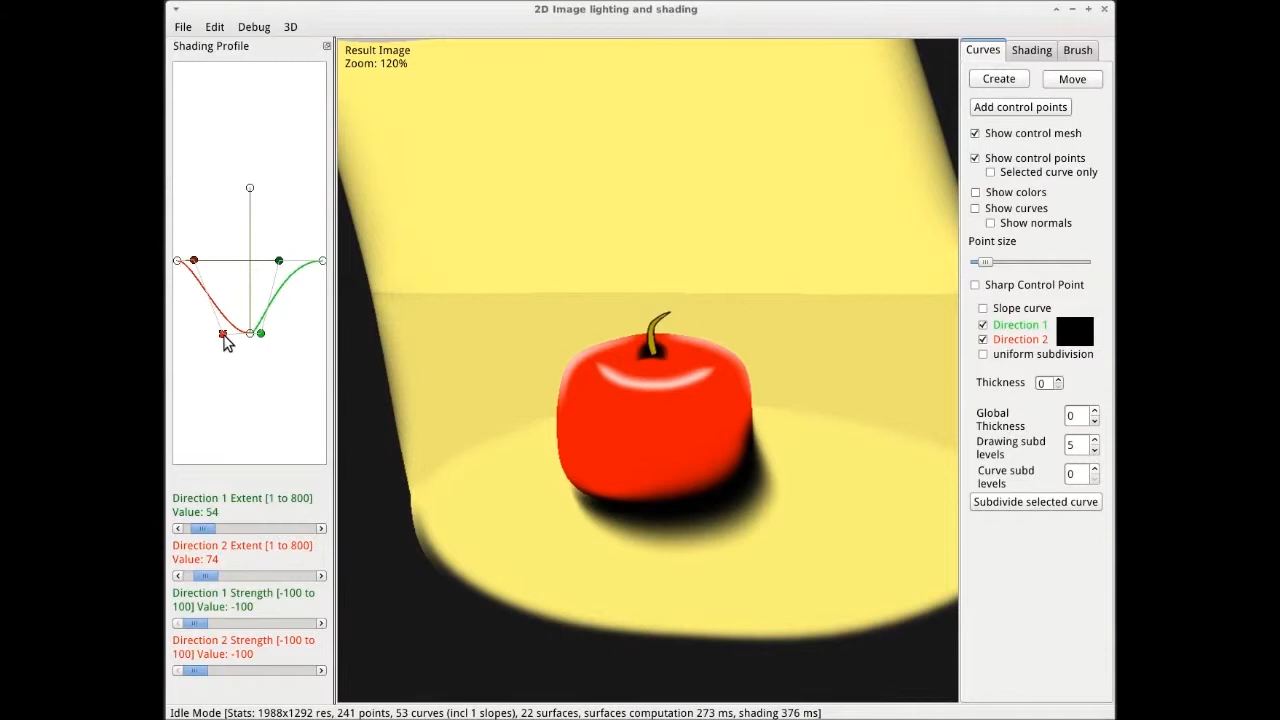 2D Image lighting and shading
File Edit Debug 3D
Shading Profile
Direction 1 Extent [1 to 800]
Value: 54
Direction 2 Extent [1 to 800]
Value: 74
Direction 1 Strength [-100 to
100] Value: -100
Direction 2 Strength [-100 to
100] Value: -100
Result Image
Zoom: 120%
Curves Shading Brush
Create Move
Add control points
Show control mesh
Show control points
Selected curve only
Show colors
Show curves
Show normals
Point size
Sharp Control Point
Slope curve
Direction 1
Direction 2
uniform subdivision
Thickness 0
Global
Thickness 0
Drawing subd
levels 5
Curve subd
levels 0
Subdivide selected curve
Idle Mode [Stats: 1988x1292 res, 241 points, 53 curves (incl 1 slopes), 22 surfaces, surfaces computation 273 ms, shading 376 ms]